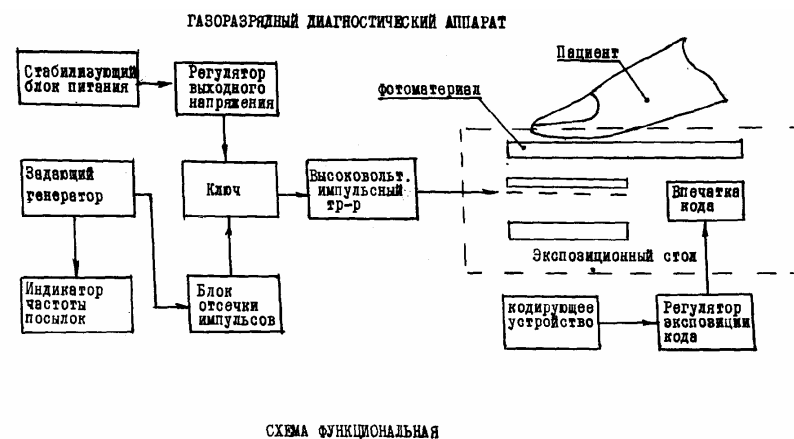 ГАЗОРАЗРЯДНЫЙ ДИАГНОСТИЧЕСКИЙ АППАРАТ
Стабилизующий
блок питания
Регулятор
выходного
напряжения
Пациент
фотоматериал
Задающий
генератор
Ключ
Высоковольт.
импульсный
тр-р
Впечатка
кода
Экспозиционный стол
Индикатор
частоты
посылок
Блок
отсечки
импульсов
кодирующее
устройство
Регулятор
экспозиции
кода
СХЕМА ФУНКЦИОНАЛЬНАЯ